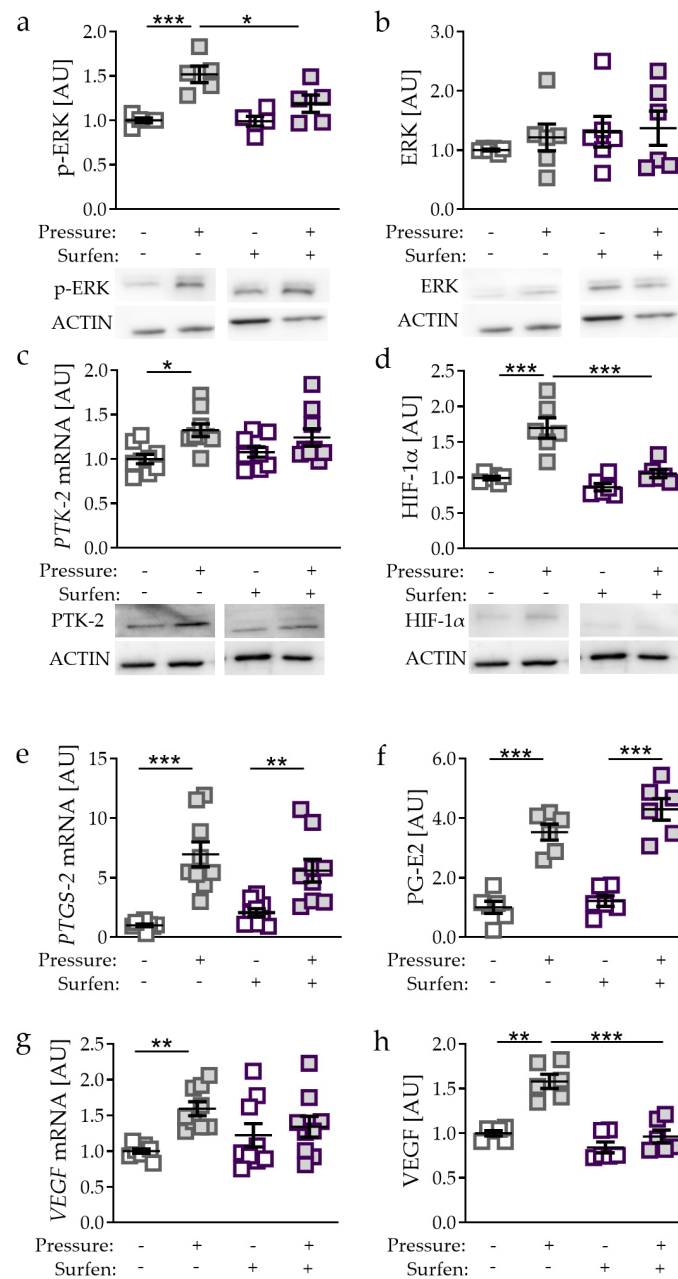 a
p-ERK [AU]
2.0
1.5
1.0
0.5
0.0
***
*
Pressure: - + - +
Surfen: - - + +
p-ERK
ACTIN
b
ERK [AU]
3.0
2.0
1.0
0.0
Pressure: - + - +
Surfen: - - + +
ERK
ACTIN
c
PTK-2 mRNA [AU]
2.0
1.5
1.0
0.5
0.0
*
Pressure: - + - +
Surfen: - - + +
PTK-2
ACTIN
d
HIF-1α [AU]
2.5
2.0
1.5
1.0
0.5
0.0
***
***
Pressure: - + - +
Surfen: - - + +
HIF-1α
ACTIN
e
PTGS-2 mRNA [AU]
15
10
5
0
***
**
Pressure: - + - +
Surfen: - - + +
f
PG-E2 [AU]
6.0
4.0
2.0
0.0
***
***
Pressure: - + - +
Surfen: - - + +
g
VEGF mRNA [AU]
2.5
2.0
1.5
1.0
0.5
0.0
**
Pressure: - + - +
Surfen: - - + +
h
VEGF [AU]
2.0
1.5
1.0
0.5
0.0
**
***
Pressure: - + - +
Surfen: - - + +